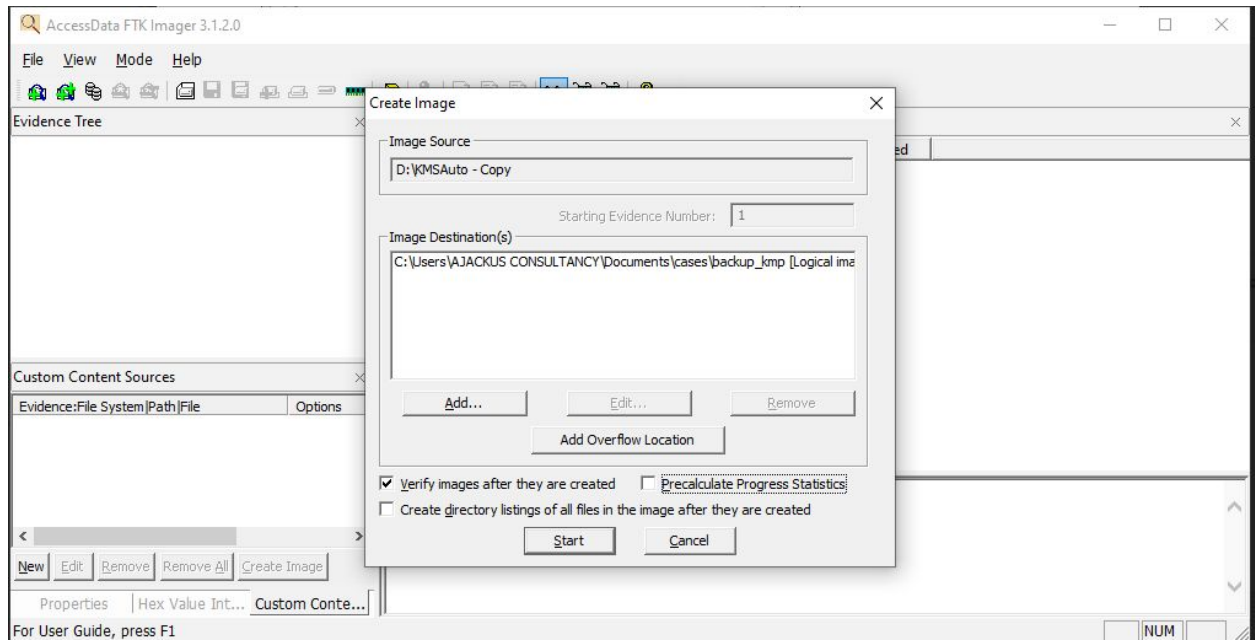 AccessData FTK Imager 3.1.2.0
File View Mode Help
Evidence Tree
Custom Content Sources
Evidence:File System|Path|File Options
New Edit Remove Remove All Create Image
Properties Hex Value Int... Custom Conte...
For User Guide, press F1
Create Image
Image Source
D:\KMSAuto - Copy
Starting Evidence Number: 1
Image Destination(s)
C:\Users\AJACKUS CONSULTANCY\Documents\cases\backup_kmp [Logical ima
Add... Edit... Remove
Add Overflow Location
Verify images after they are created Precalculate Progress Statistics
Create directory listings of all files in the image after they are created
Start Cancel
ed
NUM